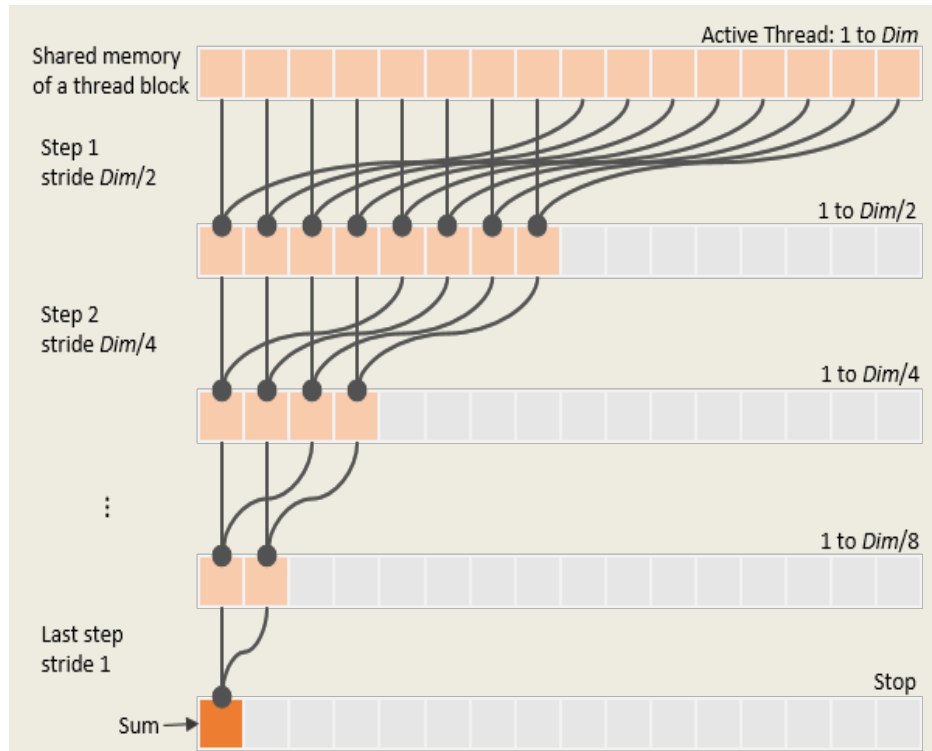 Active Thread: 1 to Dim
Shared memory
of a thread block
Step 1
stride Dim/2
1 to Dim/2
Step 2
stride Dim/4
1 to Dim/4
⋮
1 to Dim/8
Last step
stride 1
Stop
Sum